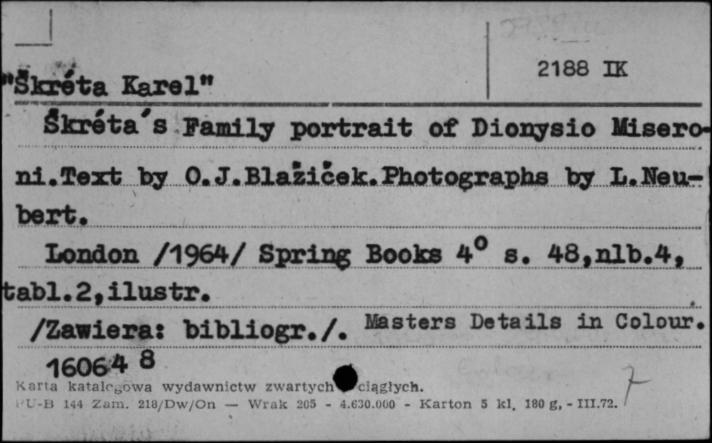 2188 IK
"Škréta Karel"
Škréta's Family portrait of Dionysio Misero-
ni.Text by O.J.Blažiček.Photographs by L.Neu-
bert.
London /1964/ Spring Books 4° s. 48,nlb.4,
tabl.2,ilustr.
/Zawiera: bibliogr./. Masters Details in Colour.
16064 8
Karta katalogowa wydawnictw zwartych ciągłych.
PU-B 144 Zam. 218/Dw/On — Wrak 205 - 4.630.000 - Karton 5 kl, 180 g, - III.72.
7